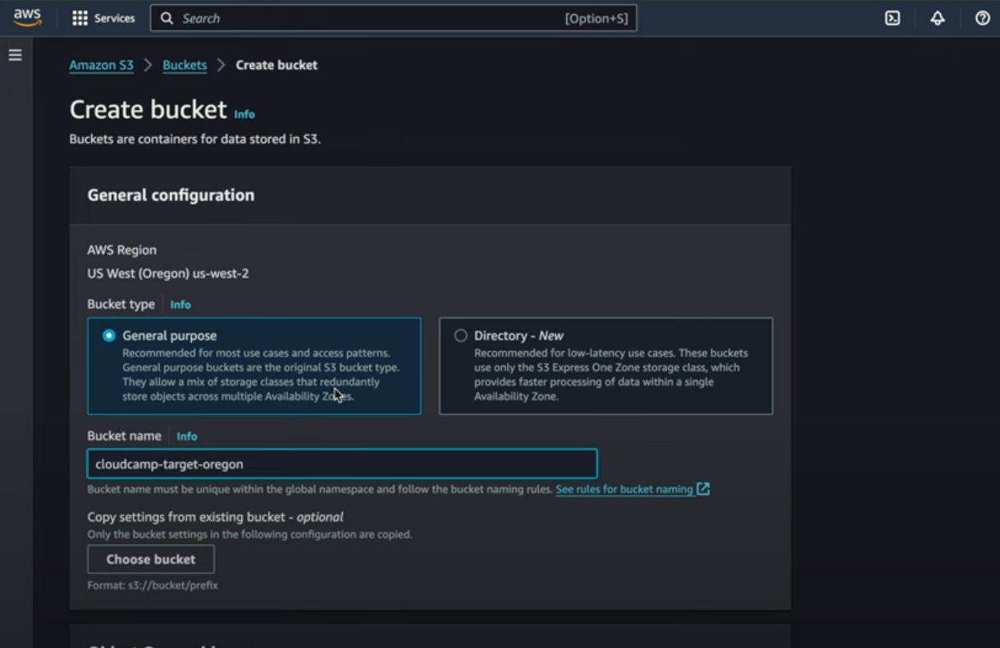 aws
Services
Search
[Option+S]
Amazon S3 > Buckets > Create bucket
Create bucket Info
Buckets are containers for data stored in S3.
General configuration
AWS Region
US West (Oregon) us-west-2
Bucket type Info
General purpose
Recommended for most use cases and access patterns.
General purpose buckets are the original S3 bucket type.
They allow a mix of storage classes that redundantly
store objects across multiple Availability Zones.
Directory - New
Recommended for low-latency use cases. These buckets
use only the S3 Express One Zone storage class, which
provides faster processing of data within a single
Availability Zone.
Bucket name Info
cloudcamp-target-oregon
Bucket name must be unique within the global namespace and follow the bucket naming rules. See rules for bucket naming
Copy settings from existing bucket - optional
Only the bucket settings in the following configuration are copied.
Choose bucket
Format: s3://bucket/prefix